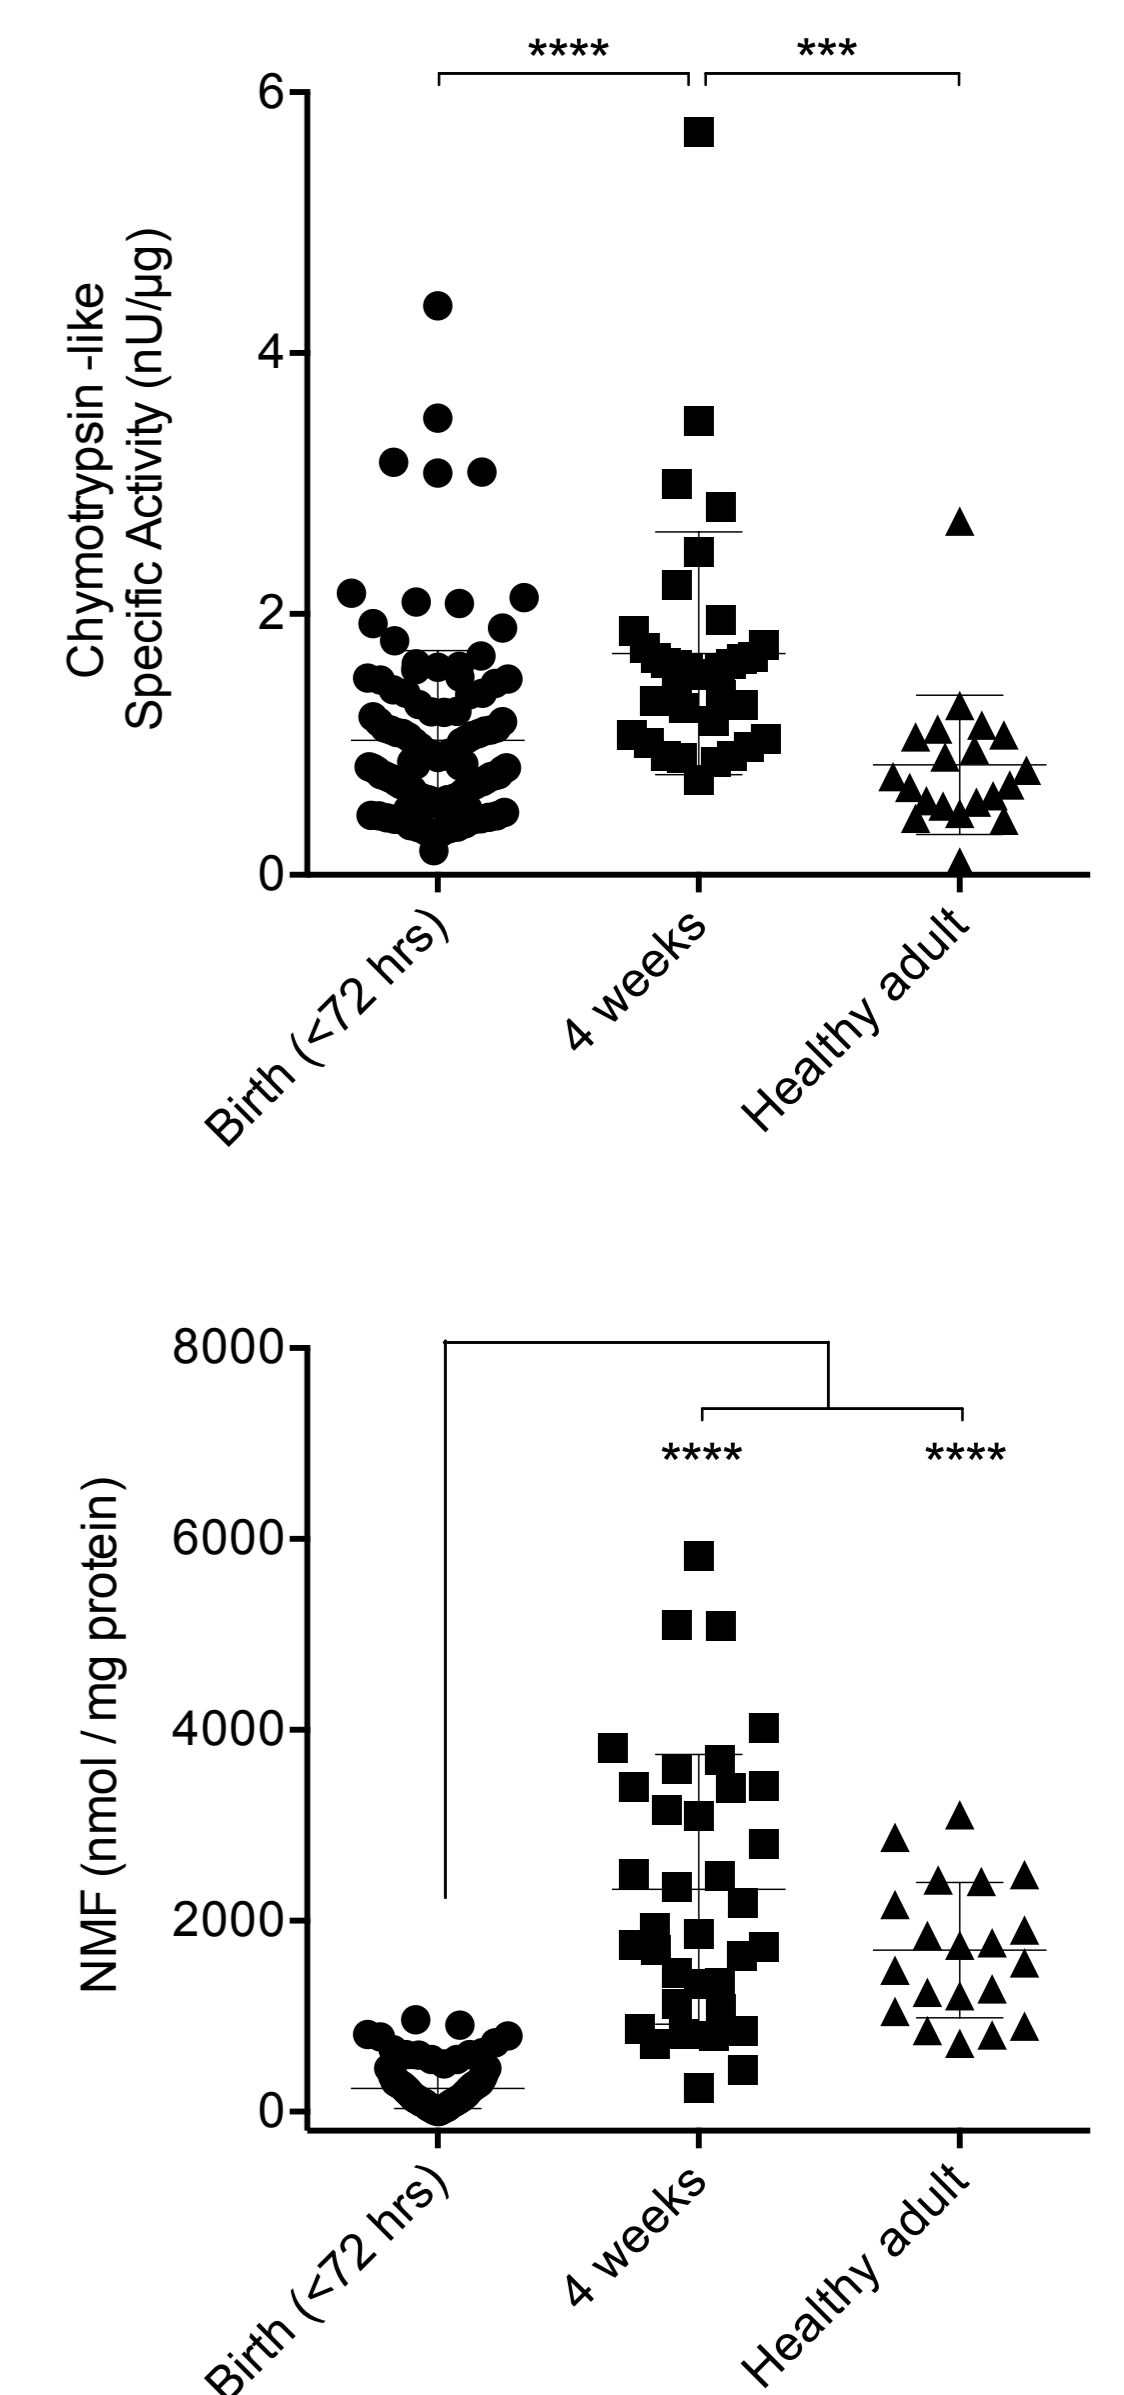 **** ***
6
4
2
0
Chymotrypsin -like
Specific Activity (nU/µg)
Birth (<72 hrs)
4 weeks
Healthy adult
8000
6000
4000
2000
0
NMF (nmol / mg protein)
**** ****
Birth (<72 hrs)
4 weeks
Healthy adult